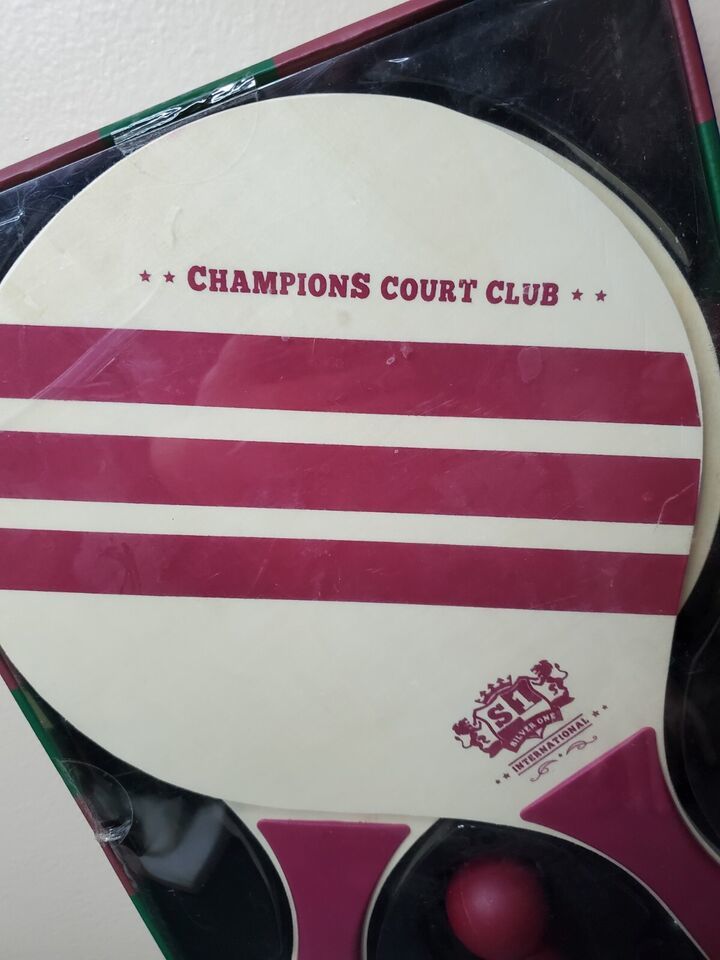 CHAMPIONS COURT CLUB
S1
SILVER ONE
INTERNATIONAL